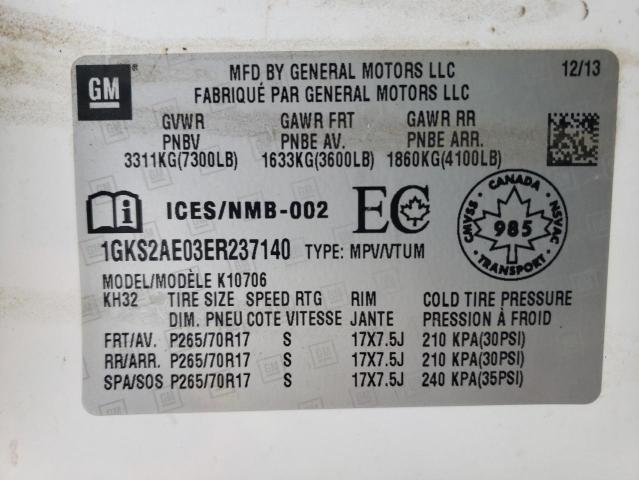 GM
MFD BY GENERAL MOTORS LLC 12/13
FABRIQUÉ PAR GENERAL MOTORS LLC
GVWR GAWR FRT GAWR RR
PNBV PNBE AV. PNBE ARR.
3311KG(7300LB) 1633KG(3600LB) 1860KG(4100LB)
ICES/NMB-002 EC
CANADA
CMVSS 985 NSVAC
TRANSPORT
1GKS2AE03ER237140 TYPE: MPV/VTUM
MODEL/MODÈLE K10706
KH32 TIRE SIZE SPEED RTG RIM COLD TIRE PRESSURE
DIM. PNEU COTE VITESSE JANTE PRESSION À FROID
FRT/AV. P265/70R17 S 17X7.5J 210 KPA(30PSI)
RR/ARR. P265/70R17 S 17X7.5J 210 KPA(30PSI)
SPA/SOS P265/70R17 S 17X7.5J 240 KPA(35PSI)